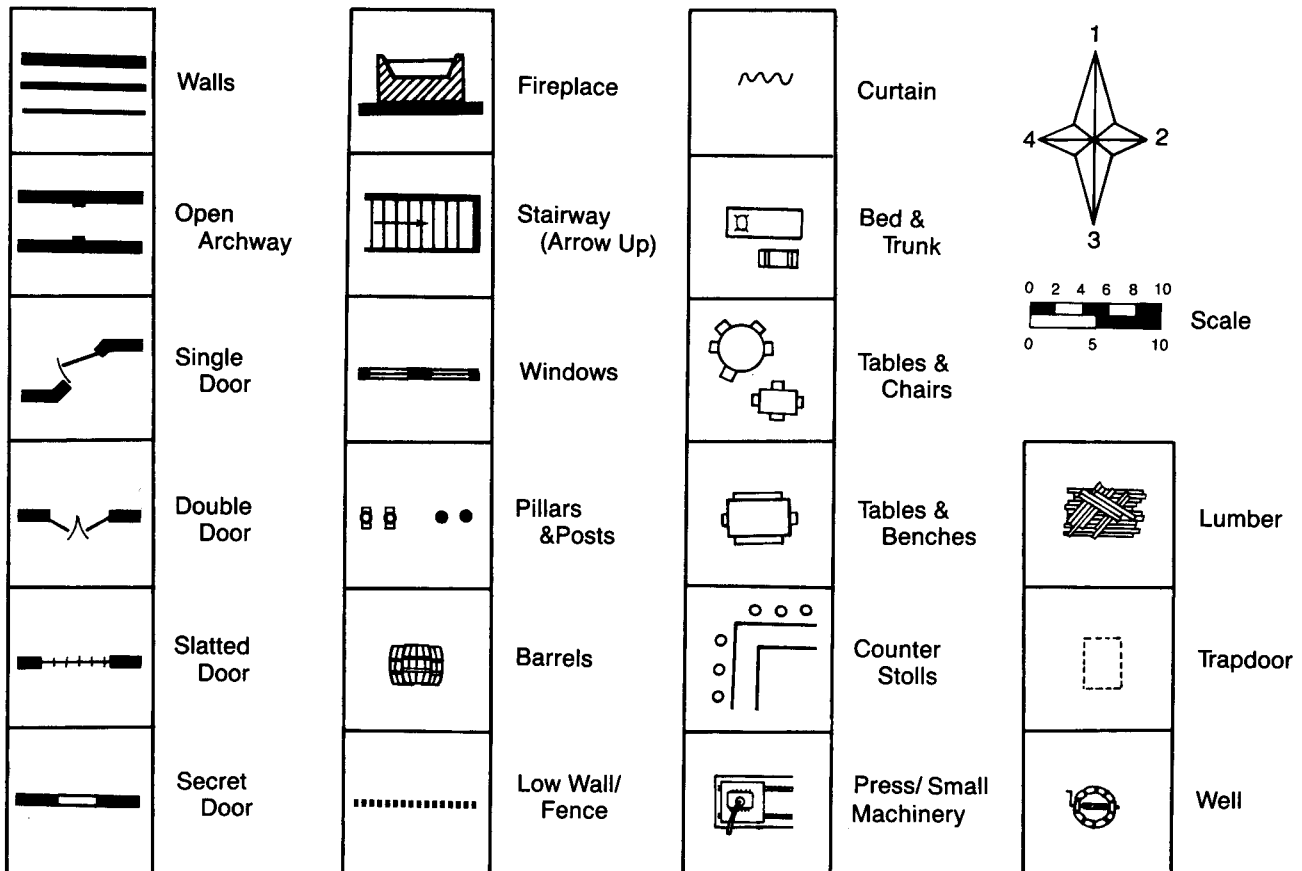 Walls
Open
Archway
Single
Door
Double
Door
Slatted
Door
Secret
Door
Fireplace
Stairway
(Arrow Up)
Windows
Pillars
&Posts
Barrels
Low Wall/
Fence
Curtain
Bed &
Trunk
Tables &
Chairs
Tables &
Benches
Counter
Stolls
Press/ Small
Machinery
1
4 2
3
0 2 4 6 8 10
Scale
0 5 10
Lumber
Trapdoor
Well